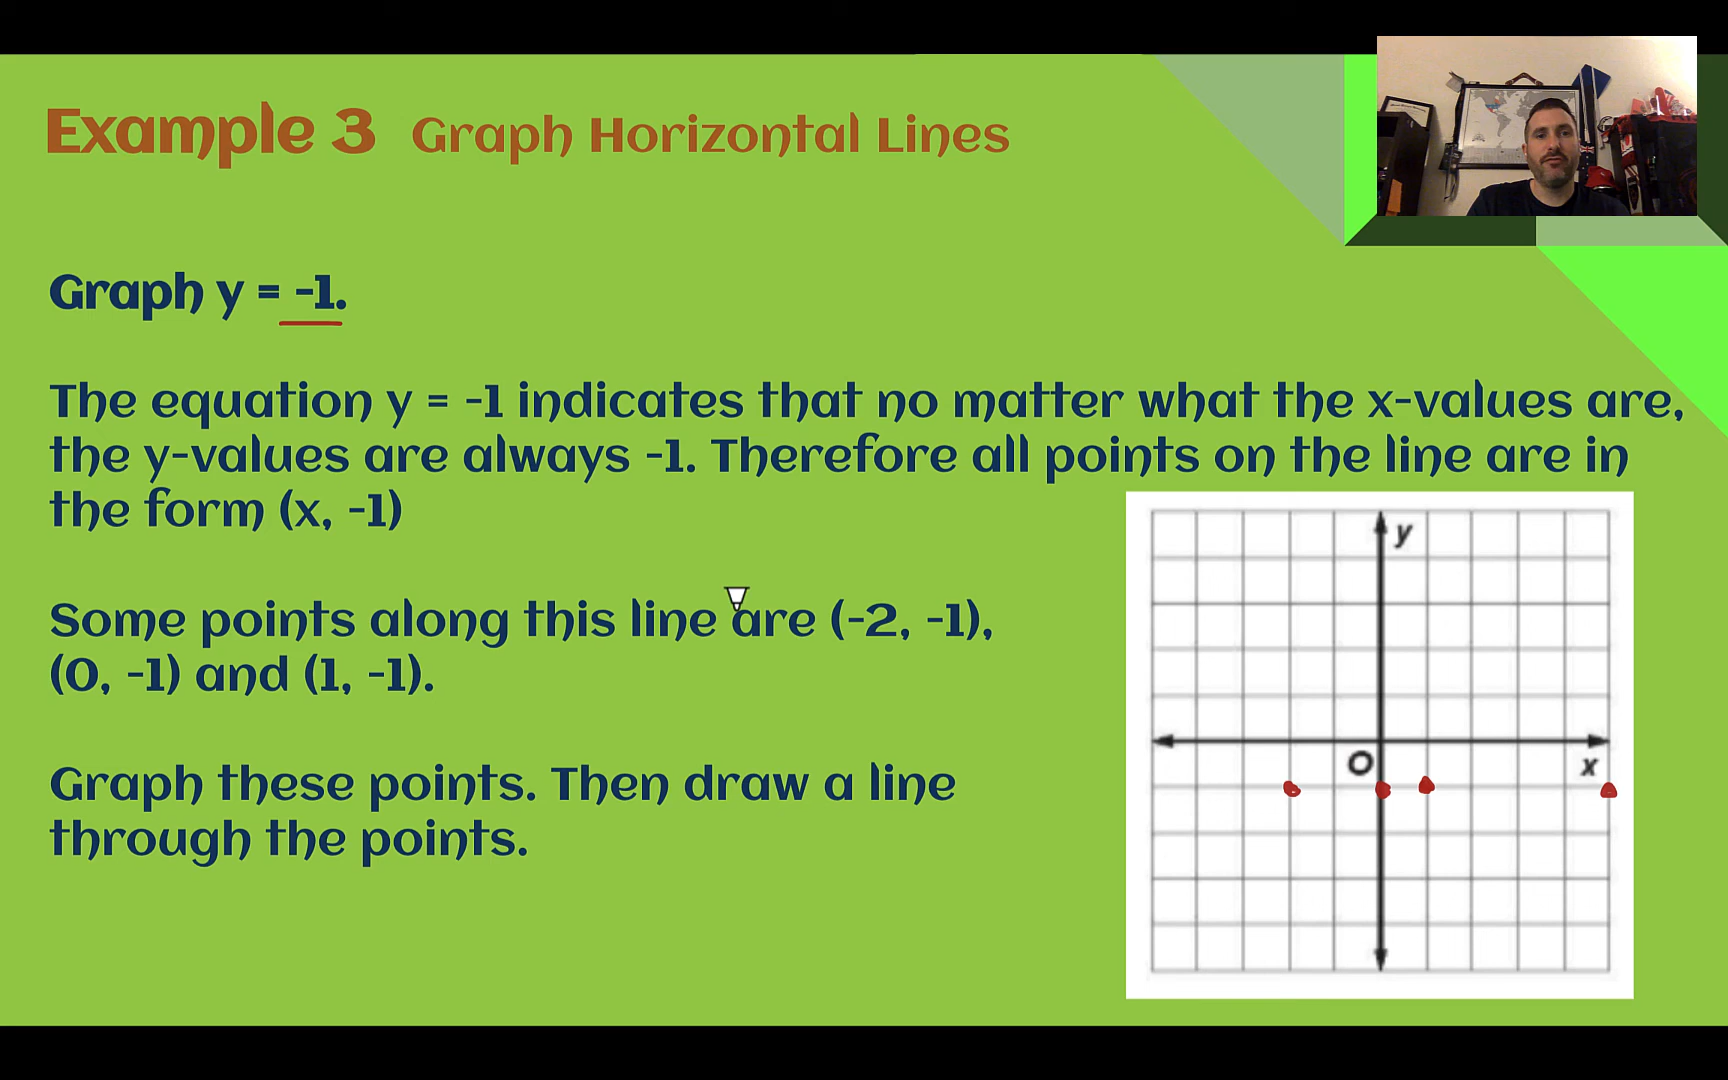 Example 3 Graph Horizontal Lines
Graph y = -1.
The equation y = -1 indicates that no matter what the x-values are,
the y-values are always -1. Therefore all points on the line are in
the form (x, -1)
Some points along this line are (-2, -1),
(0, -1) and (1, -1).
Graph these points. Then draw a line
through the points.
y
O
x